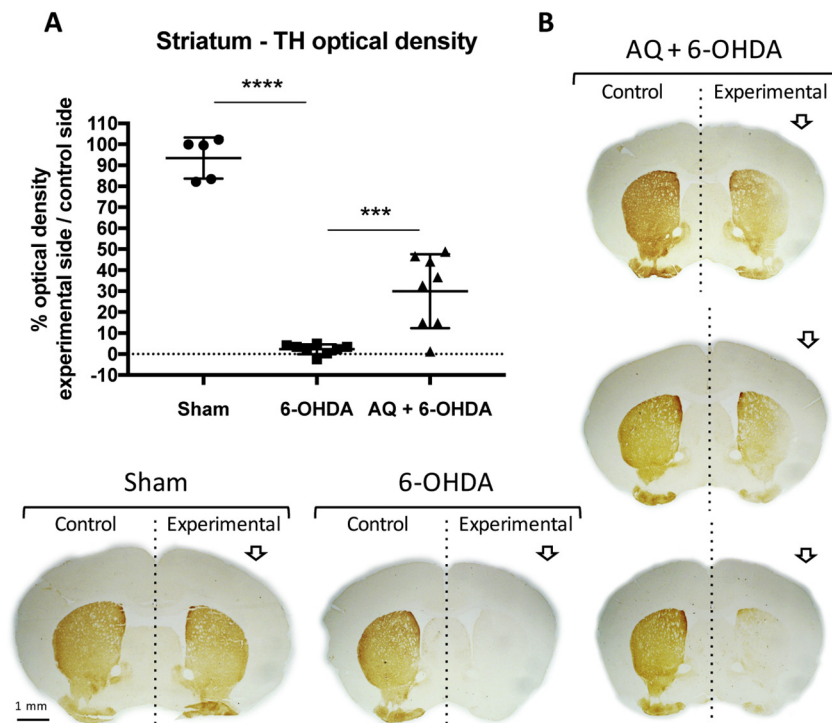 A
Striatum - TH optical density
% optical density
experimental side / control side
110
100
90
80
70
60
50
40
30
20
10
0
-10
****
***
Sham
6-OHDA
AQ + 6-OHDA
B
AQ + 6-OHDA
Control
Experimental
Sham
Control
Experimental
1 mm
6-OHDA
Control
Experimental